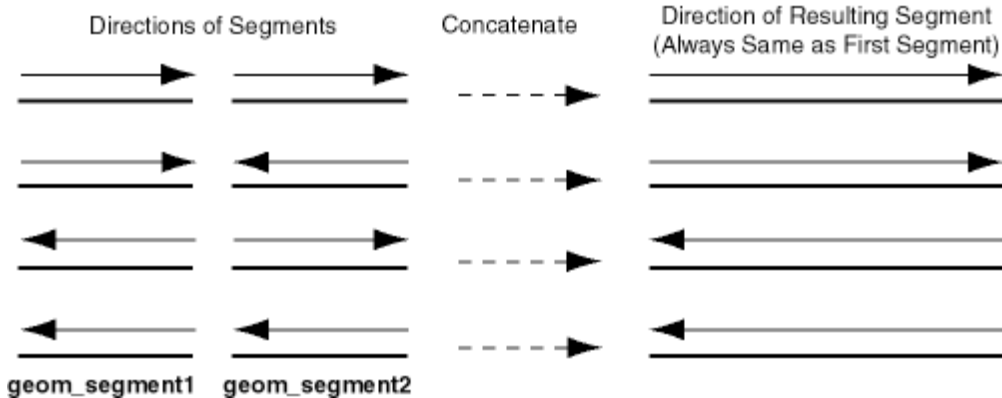 Directions of Segments
Concatenate
Direction of Resulting Segment
(Always Same as First Segment)
geom_segment1
geom_segment2